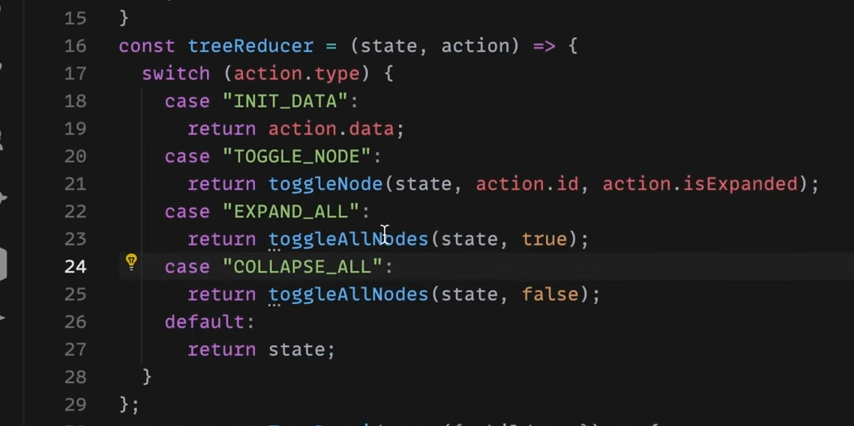 15 }
16 const treeReducer = (state, action) => {
17 switch (action.type) {
18 case "INIT_DATA":
19 return action.data;
20 case "TOGGLE_NODE":
21 return toggleNode(state, action.id, action.isExpanded);
22 case "EXPAND_ALL":
23 return toggleAllNodes(state, true);
24 case "COLLAPSE_ALL":
25 return toggleAllNodes(state, false);
26 default:
27 return state;
28 }
29 };